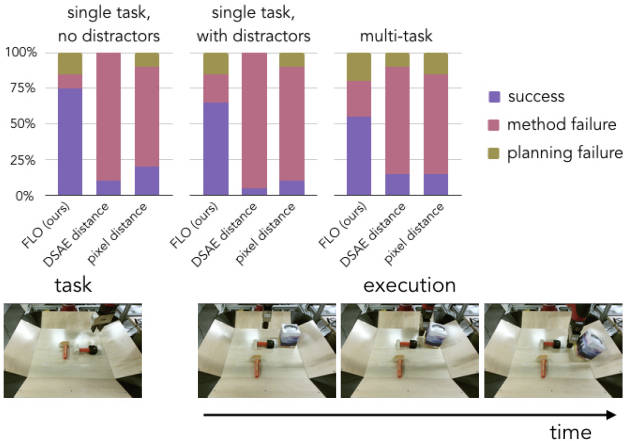 single task,
no distractors
single task,
with distractors
multi-task
100%
75%
50%
25%
0%
success
method failure
planning failure
FLO (ours)
DSAE distance
pixel distance
FLO (ours)
DSAE distance
pixel distance
FLO (ours)
DSAE distance
pixel distance
task
execution
time